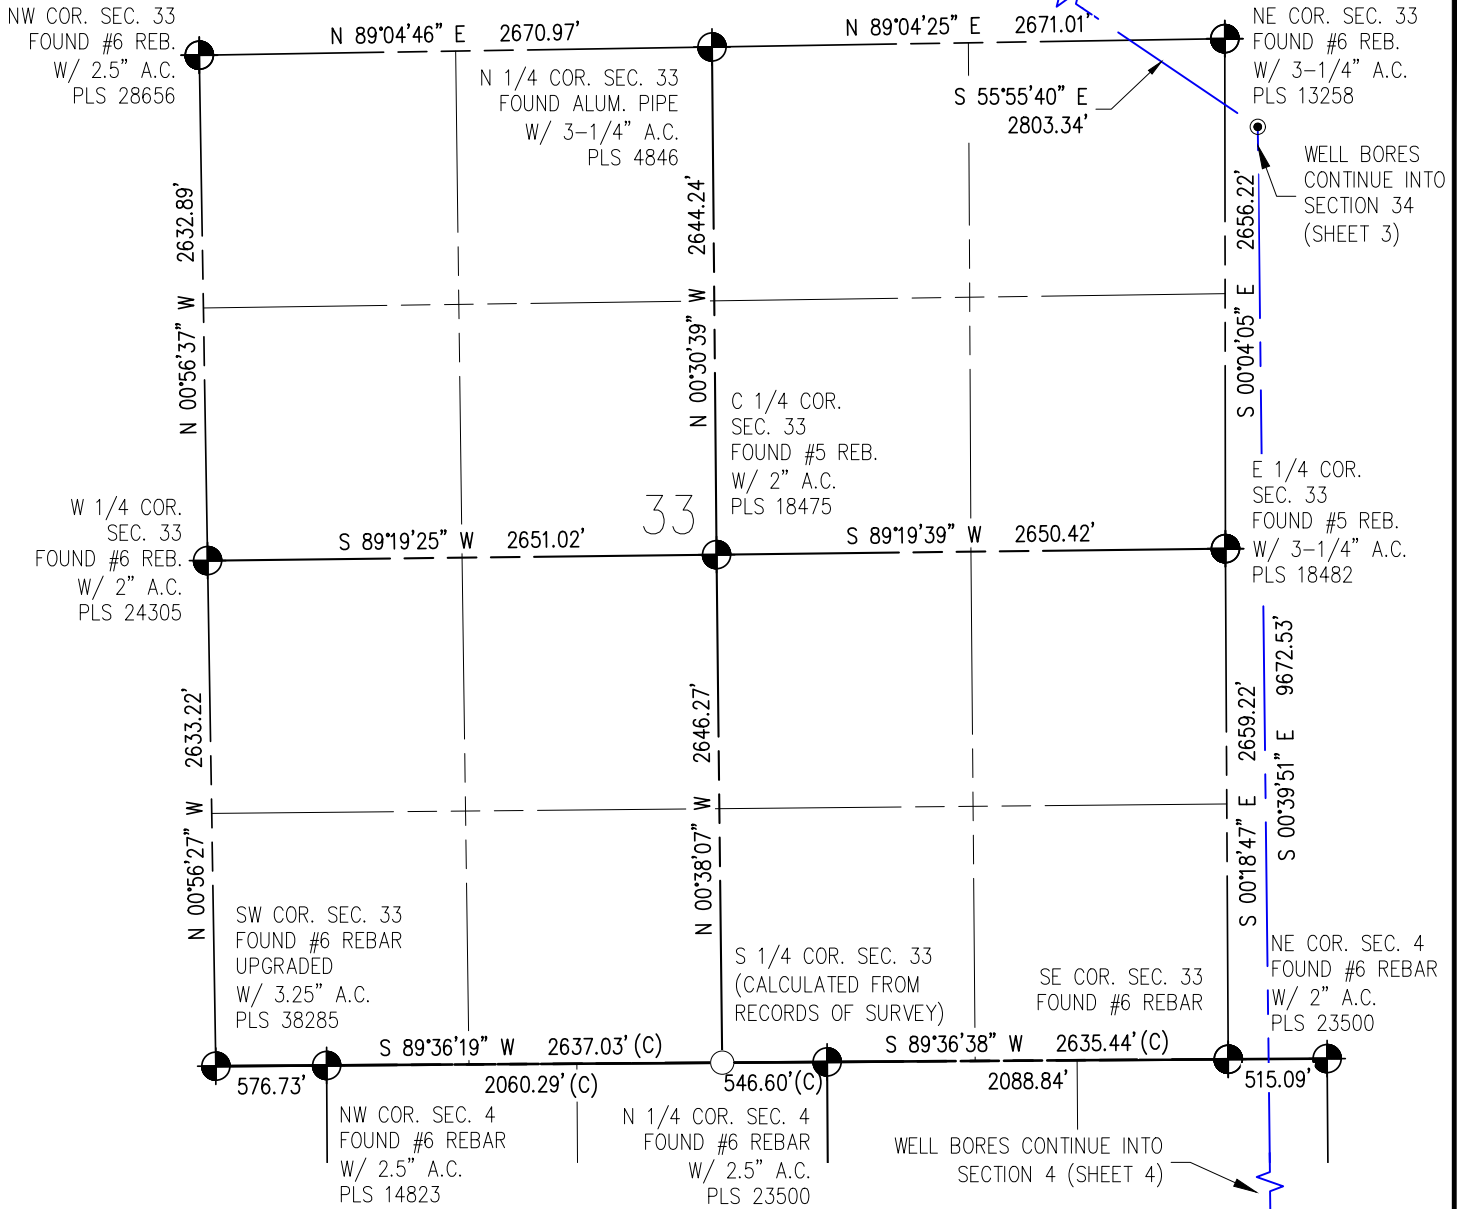 NW COR. SEC. 33
FOUND #6 REB.
W/ 2.5" A.C.
PLS 28656
N 89°04'46" E 2670.97'
N 1/4 COR. SEC. 33
FOUND ALUM. PIPE
W/ 3-1/4" A.C.
PLS 4846
N 89°04'25" E 2671.01'
S 55°55'40" E
2803.34'
NE COR. SEC. 33
FOUND #6 REB.
W/ 3-1/4" A.C.
PLS 13258
WELL BORES
CONTINUE INTO
SECTION 34
(SHEET 3)
N 00°56'37" W 2632.89'
N 00°30'39" W 2644.24'
S 00°04'05" E 2656.22'
C 1/4 COR.
SEC. 33
FOUND #5 REB.
W/ 2" A.C.
PLS 18475
33
W 1/4 COR.
SEC. 33
FOUND #6 REB.
W/ 2" A.C.
PLS 24305
S 89°19'25" W 2651.02'
S 89°19'39" W 2650.42'
E 1/4 COR.
SEC. 33
FOUND #5 REB.
W/ 3-1/4" A.C.
PLS 18482
N 00°56'27" W 2633.22'
N 00°38'07" W 2646.27'
S 00°18'47" E 2659.22'
S 00°39'51" E 9672.53'
SW COR. SEC. 33
FOUND #6 REBAR
UPGRADED
W/ 3.25" A.C.
PLS 38285
S 1/4 COR. SEC. 33
(CALCULATED FROM
RECORDS OF SURVEY)
SE COR. SEC. 33
FOUND #6 REBAR
NE COR. SEC. 4
FOUND #6 REBAR
W/ 2" A.C.
PLS 23500
S 89°36'19" W 2637.03' (C)
S 89°36'38" W 2635.44' (C)
576.73'
2060.29' (C)
546.60' (C)
2088.84'
515.09'
NW COR. SEC. 4
FOUND #6 REBAR
W/ 2.5" A.C.
PLS 14823
N 1/4 COR. SEC. 4
FOUND #6 REBAR
W/ 2.5" A.C.
PLS 23500
WELL BORES CONTINUE INTO
SECTION 4 (SHEET 4)